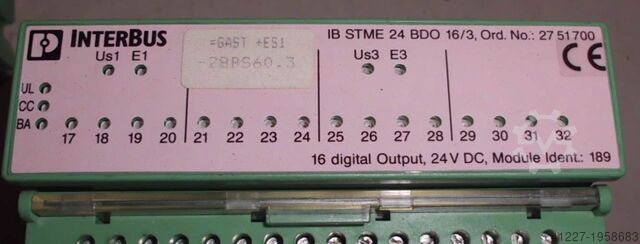 INTERBUS
IB STME 24 BDO 16/3, Ord. No.: 27 51 700
=GAST +ES1
-28BS60.3
Us1 E1
Us3 E3
CE
UL
CC
BA
17 18 19 20 21 22 23 24 25 26 27 28 29 30 31 32
16 digital Output, 24 V DC, Module Ident.: 189
1227-1958683